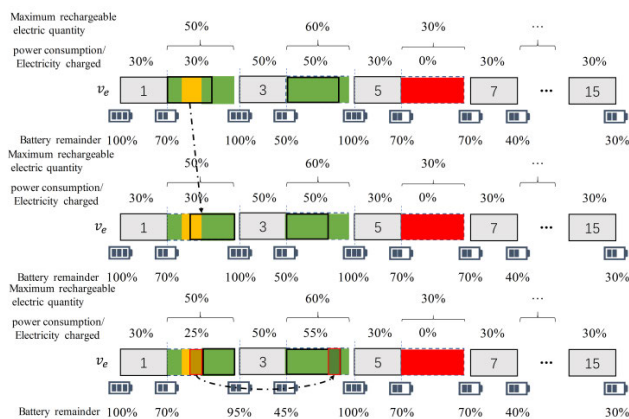 Maximum rechargeable
electric quantity
50% 60% 30% ...
power consumption/
Electricity charged
30% 30% 50% 50% 30% 0% 30% 30%
vₑ 1 3 5 7 ... 15
Battery remainder 100% 70% 100% 50% 100% 70% 70% 40% 30%
Maximum rechargeable
electric quantity
50% 60% 30% ...
power consumption/
Electricity charged
30% 30% 50% 50% 30% 0% 30% 30%
vₑ 1 3 5 7 ... 15
Battery remainder 100% 70% 100% 50% 100% 70% 70% 40% 30%
Maximum rechargeable
electric quantity
50% 60% 30% ...
power consumption/
Electricity charged
30% 25% 50% 55% 30% 0% 30% 30%
vₑ 1 3 5 7 ... 15
Battery remainder 100% 70% 95% 45% 100% 70% 70% 40% 30%